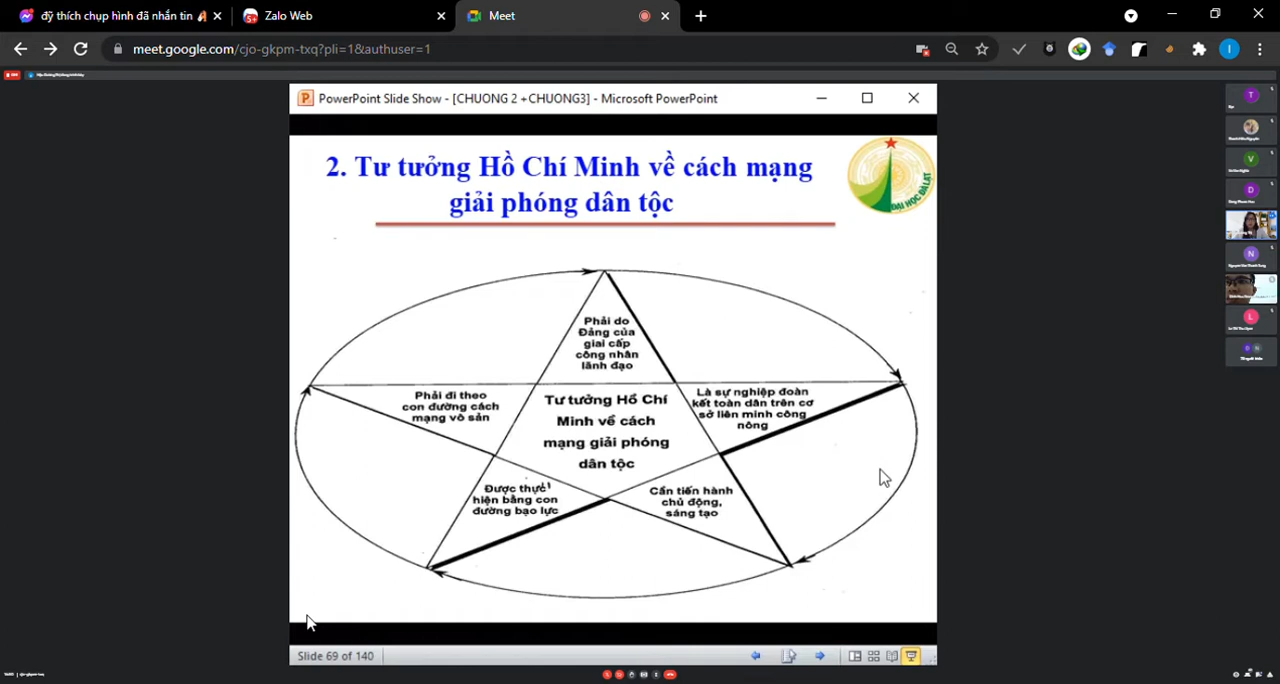 đỹ thích chụp hình đã nhắn tin
Zalo Web
Meet
meet.google.com/cjo-gkpm-txq?pli=1&authuser=1
PowerPoint Slide Show - [CHUONG 2 +CHUONG3] - Microsoft PowerPoint
2. Tư tưởng Hồ Chí Minh về cách mạng
giải phóng dân tộc
ĐẠI HỌC ĐÀ LẠT
Phải do
Đảng của
giai cấp
công nhân
lãnh đạo
Phải đi theo
con đường cách
mạng vô sản
Là sự nghiệp đoàn
kết toàn dân trên cơ
sở liên minh công
nông
Tư tưởng Hồ Chí
Minh về cách
mạng giải phóng
dân tộc
Được thực
hiện bằng con
đường bạo lực
Cần tiến hành
chủ động,
sáng tạo
Slide 69 of 140
I
T
V
D
N
L
D N